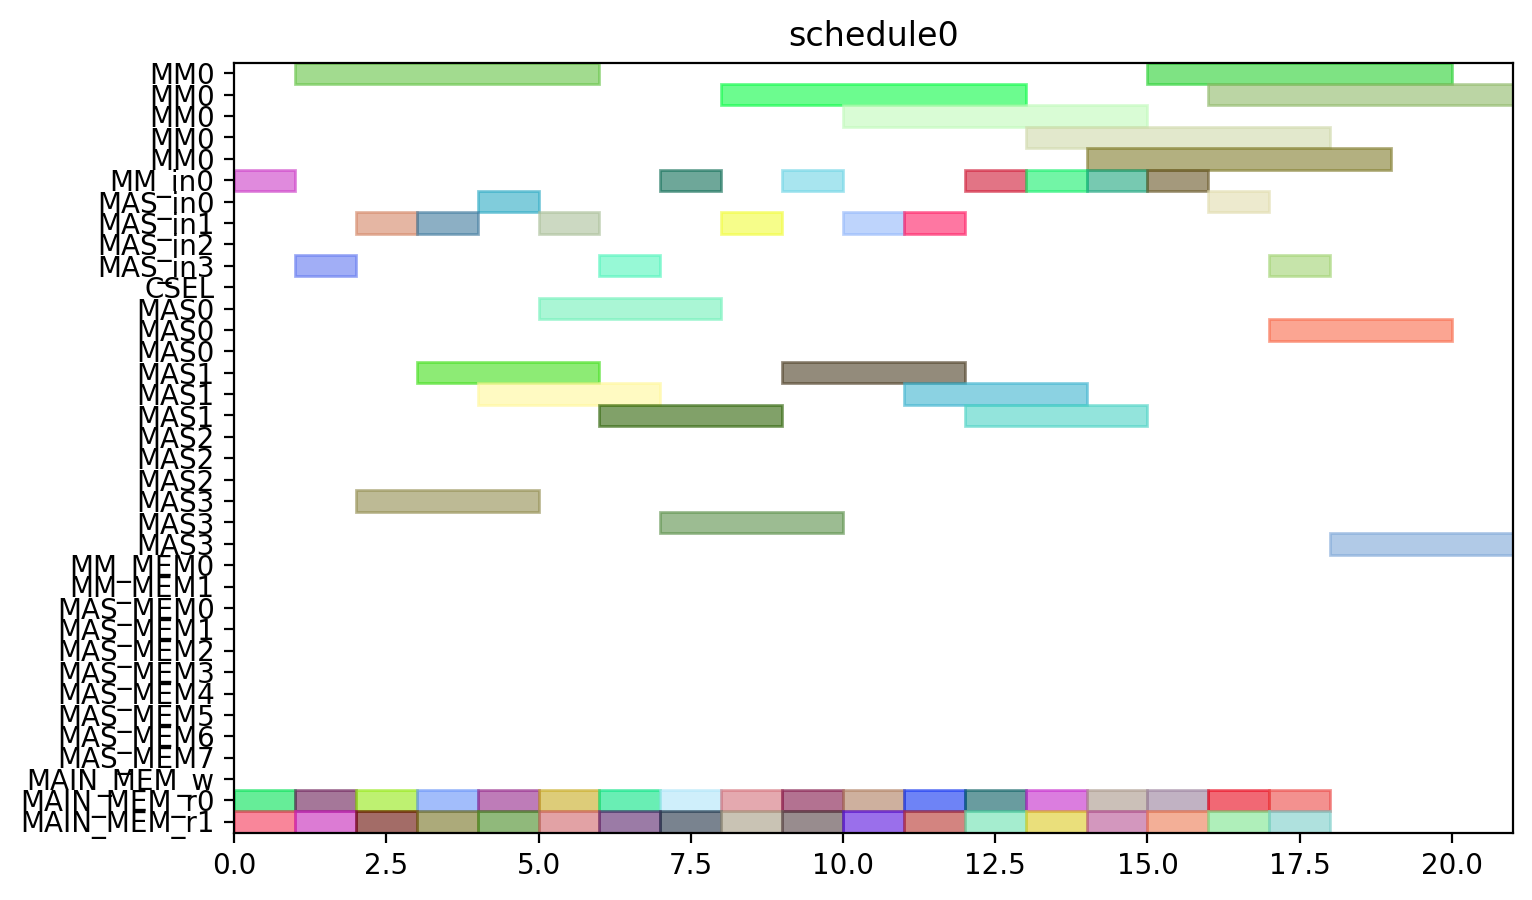 schedule0
MM0
MM0
MM0
MM0
MM0
MM_in0
MAS_in0
MAS_in1
MAS_in2
MAS_in3
CSEL
MAS0
MAS0
MAS0
MAS1
MAS1
MAS1
MAS2
MAS2
MAS2
MAS3
MAS3
MAS3
MM_MEM0
MM_MEM1
MAS_MEM0
MAS_MEM1
MAS_MEM2
MAS_MEM3
MAS_MEM4
MAS_MEM5
MAS_MEM6
MAS_MEM7
MAIN_MEM_w
MAIN_MEM_r0
MAIN_MEM_r1
0.0 2.5 5.0 7.5 10.0 12.5 15.0 17.5 20.0